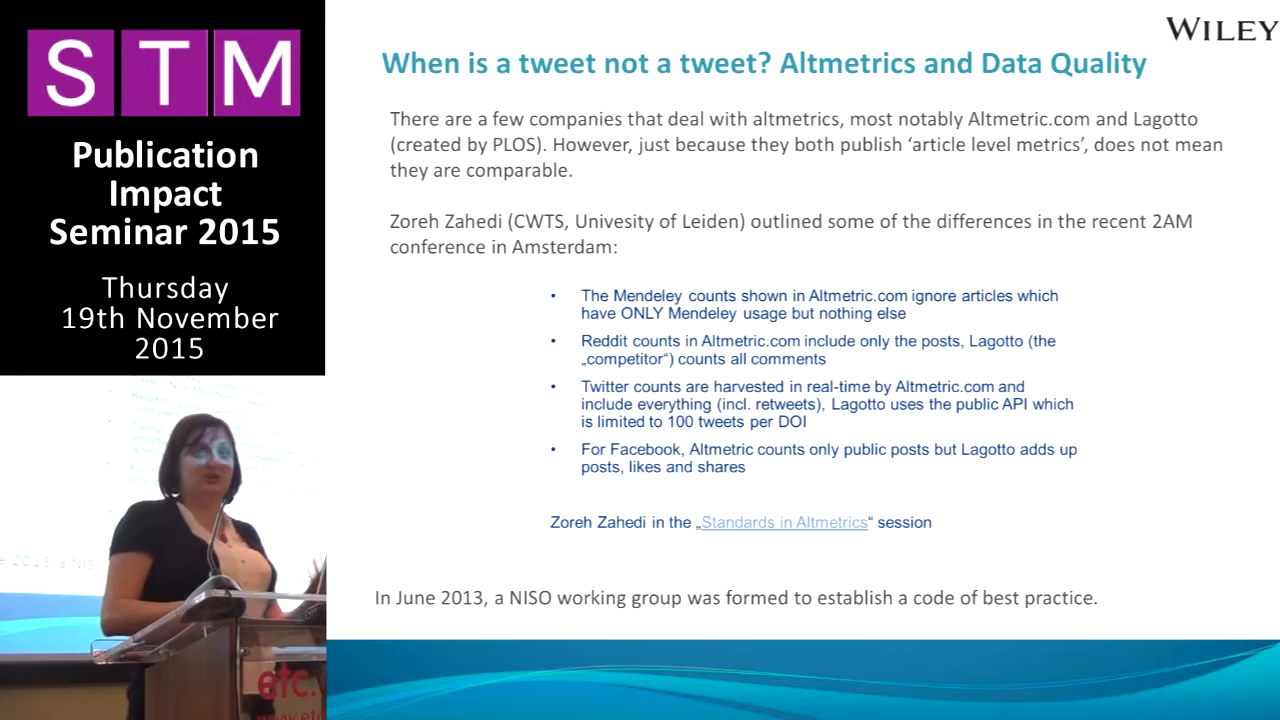 STM
Publication
Impact
Seminar 2015
Thursday
19th November
2015
WILEY
When is a tweet not a tweet? Altmetrics and Data Quality
There are a few companies that deal with altmetrics, most notably Altmetric.com and Lagotto
(created by PLOS). However, just because they both publish ‘article level metrics’, does not mean
they are comparable.
Zoreh Zahedi (CWTS, Univesity of Leiden) outlined some of the differences in the recent 2AM
conference in Amsterdam:
• The Mendeley counts shown in Altmetric.com ignore articles which
have ONLY Mendeley usage but nothing else
• Reddit counts in Altmetric.com include only the posts, Lagotto (the
„competitor“) counts all comments
• Twitter counts are harvested in real-time by Altmetric.com and
include everything (incl. retweets), Lagotto uses the public API which
is limited to 100 tweets per DOI
• For Facebook, Altmetric counts only public posts but Lagotto adds up
posts, likes and shares
Zoreh Zahedi in the „Standards in Altmetrics“ session
In June 2013, a NISO working group was formed to establish a code of best practice.
etc.